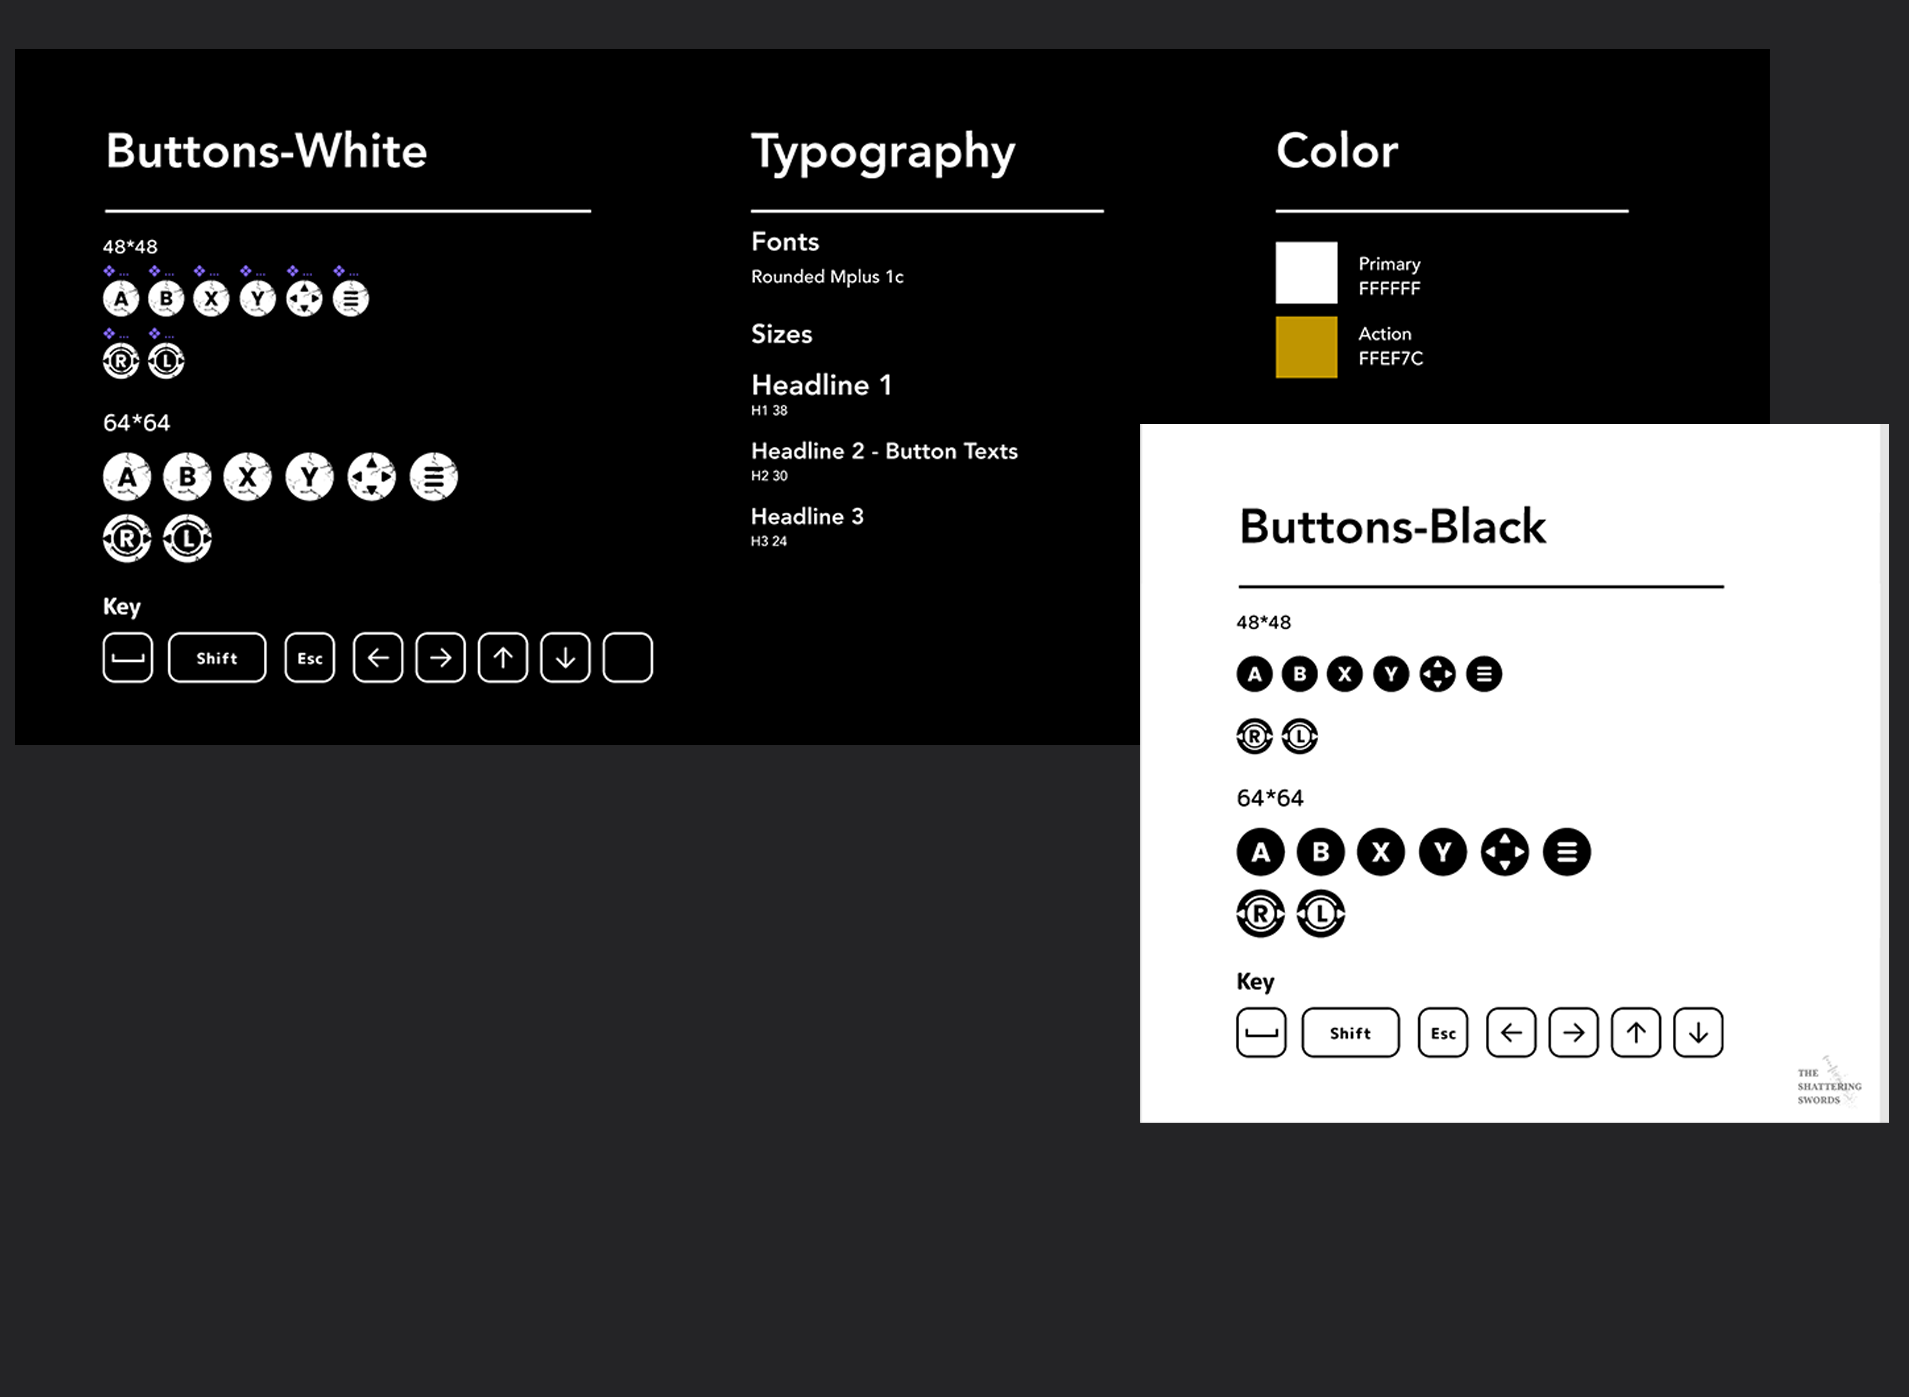 Buttons-White
48*48
... ... ... ... ... ...
A B X Y
... ...
R L
64*64
A B X Y
R L
Key
Shift Esc ← → ↑ ↓
Typography
Fonts
Rounded Mplus 1c
Sizes
Headline 1
H1 38
Headline 2 - Button Texts
H2 30
Headline 3
H3 24
Color
Primary
FFFFFF
Action
FFEF7C
Buttons-Black
48*48
A B X Y
R L
64*64
A B X Y
R L
Key
Shift Esc ← → ↑ ↓
THE
SHATTERING
SWORDS